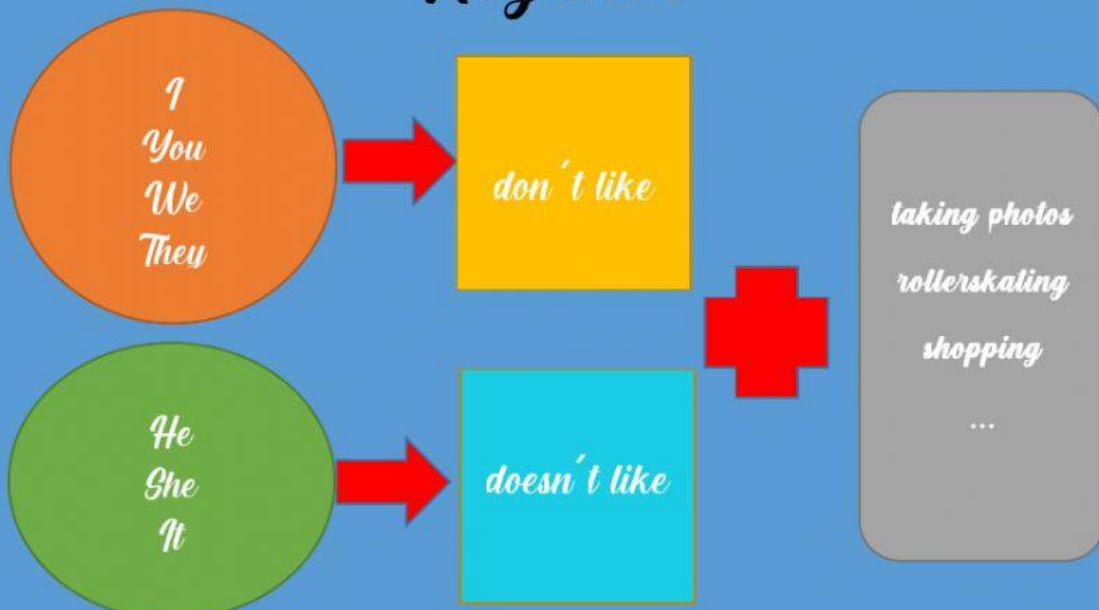 I
You
We
They
don´t like
He
She
It
doesn´t like
taking photos
rollerskating
shopping
...